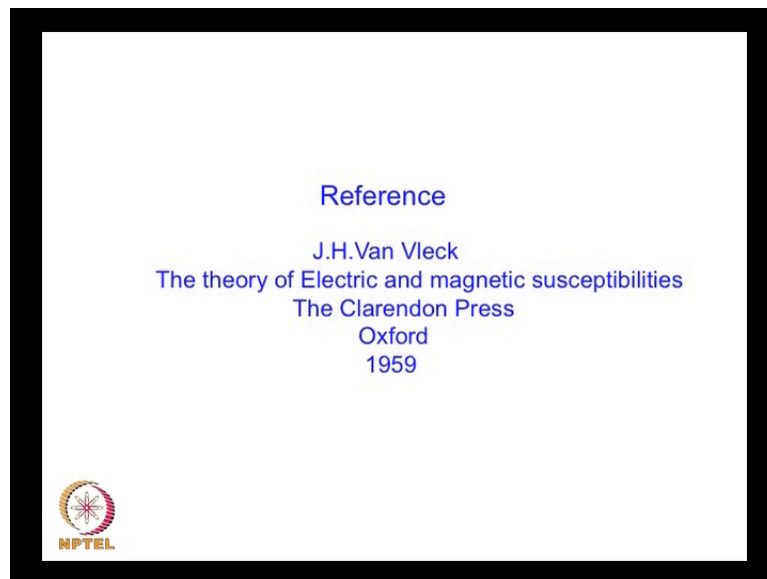 Reference
J.H.Van Vleck
The theory of Electric and magnetic susceptibilities
The Clarendon Press
Oxford
1959
NPTEL